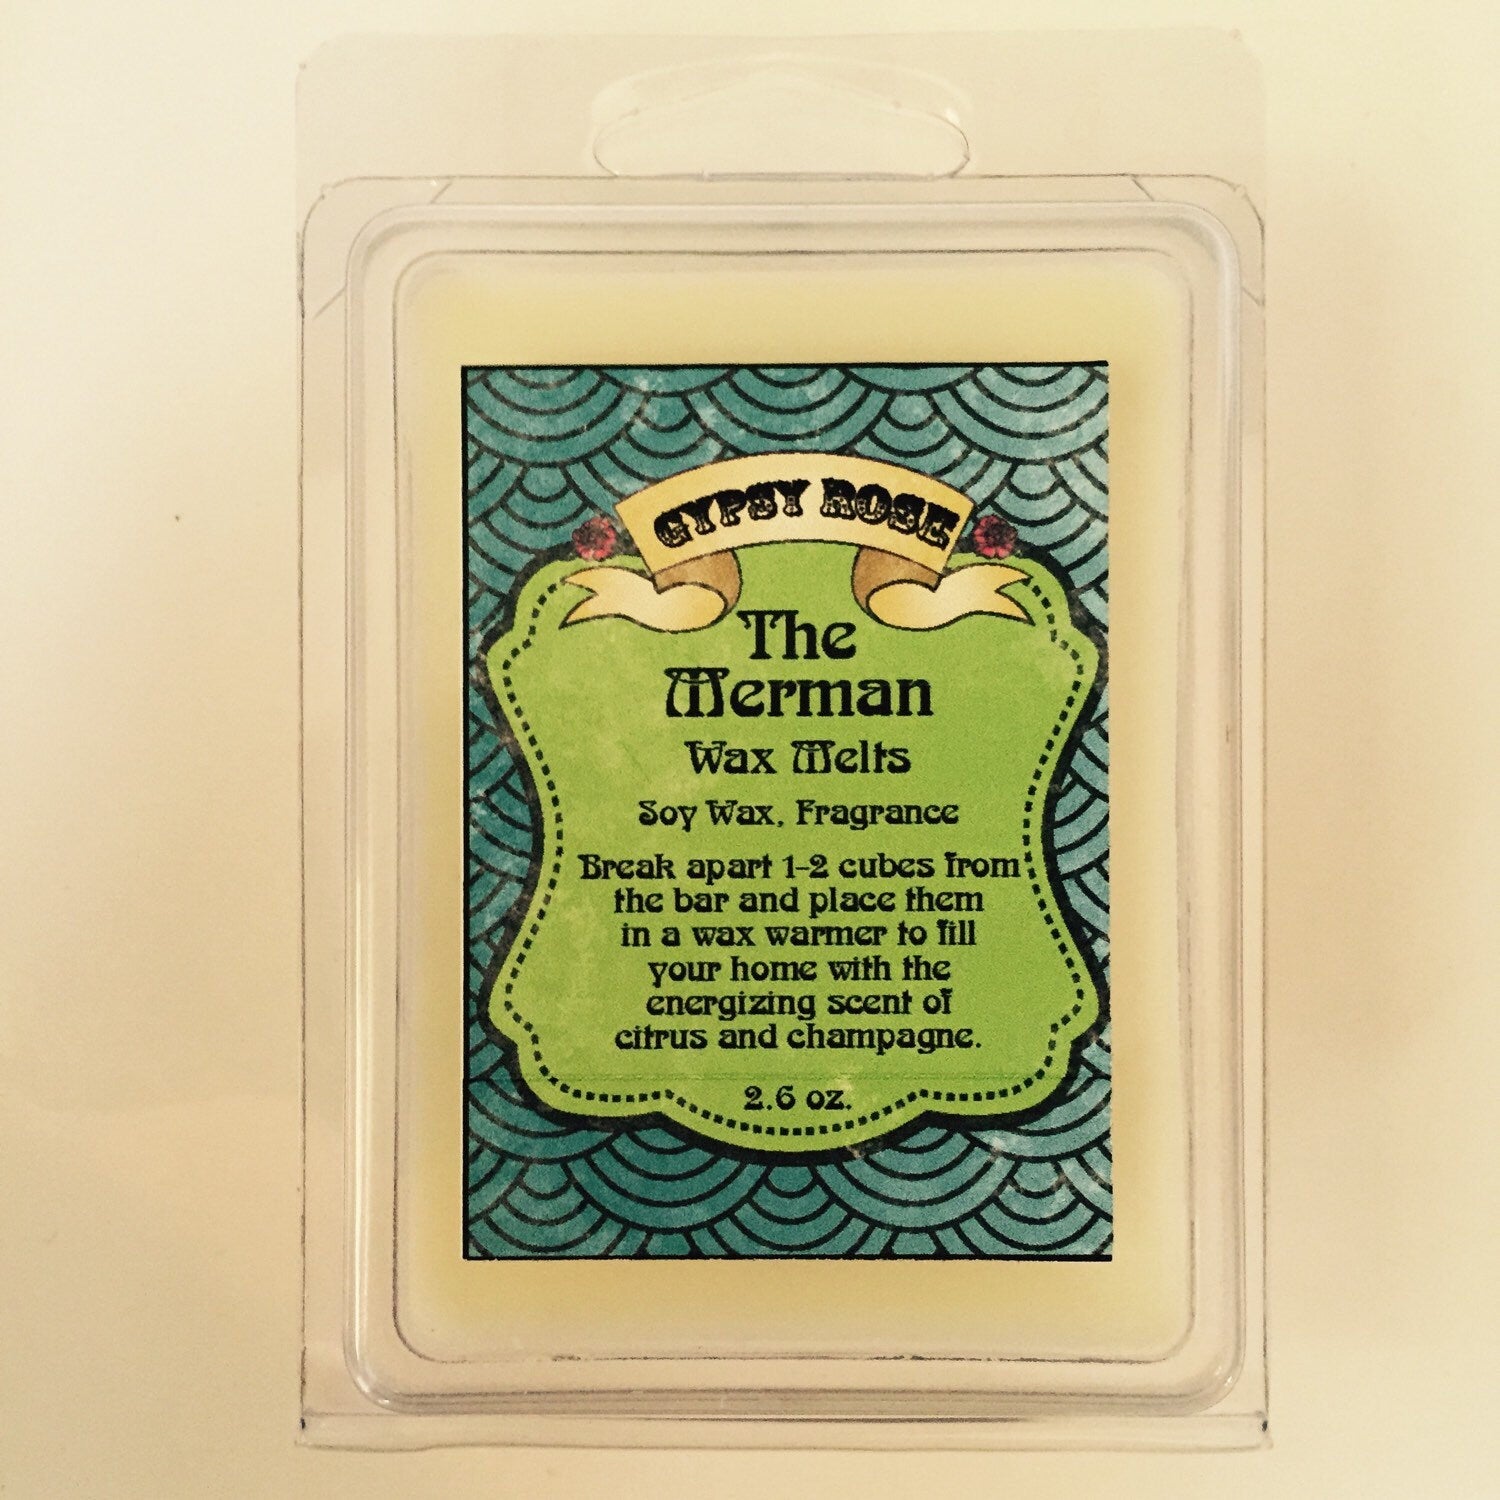 GYPSY ROSE
The
Merman
Wax Melts
Soy Wax, Fragrance
Break apart 1-2 cubes from
the bar and place them
in a wax warmer to fill
your home with the
energizing scent of
citrus and champagne.
2.6 oz.